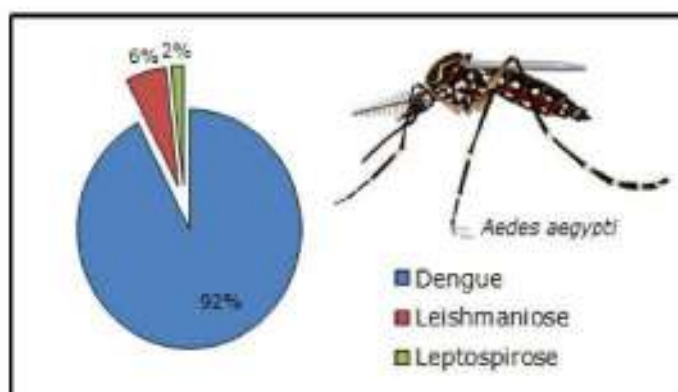 6% 2%
Aedes aegypti
92%
Dengue
Leishmaniose
Leptospirose